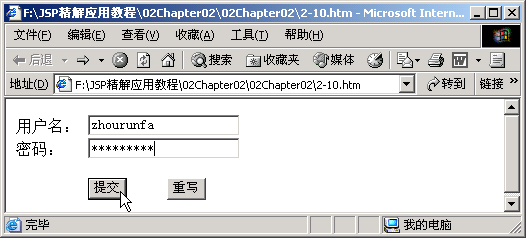 F:\JSP精解应用教程\02Chapter02\02Chapter02\2-10.htm - Microsoft Intern...
文件(F) 编辑(E) 查看(V) 收藏(A) 工具(T) 帮助(H)
后退 搜索 收藏夹 媒体
地址(D) F:\JSP精解应用教程\02Chapter02\02Chapter02\2-10.htm 转到 链接 »
用户名： zhourunfa
密码： *********
提交 重写
完毕 我的电脑